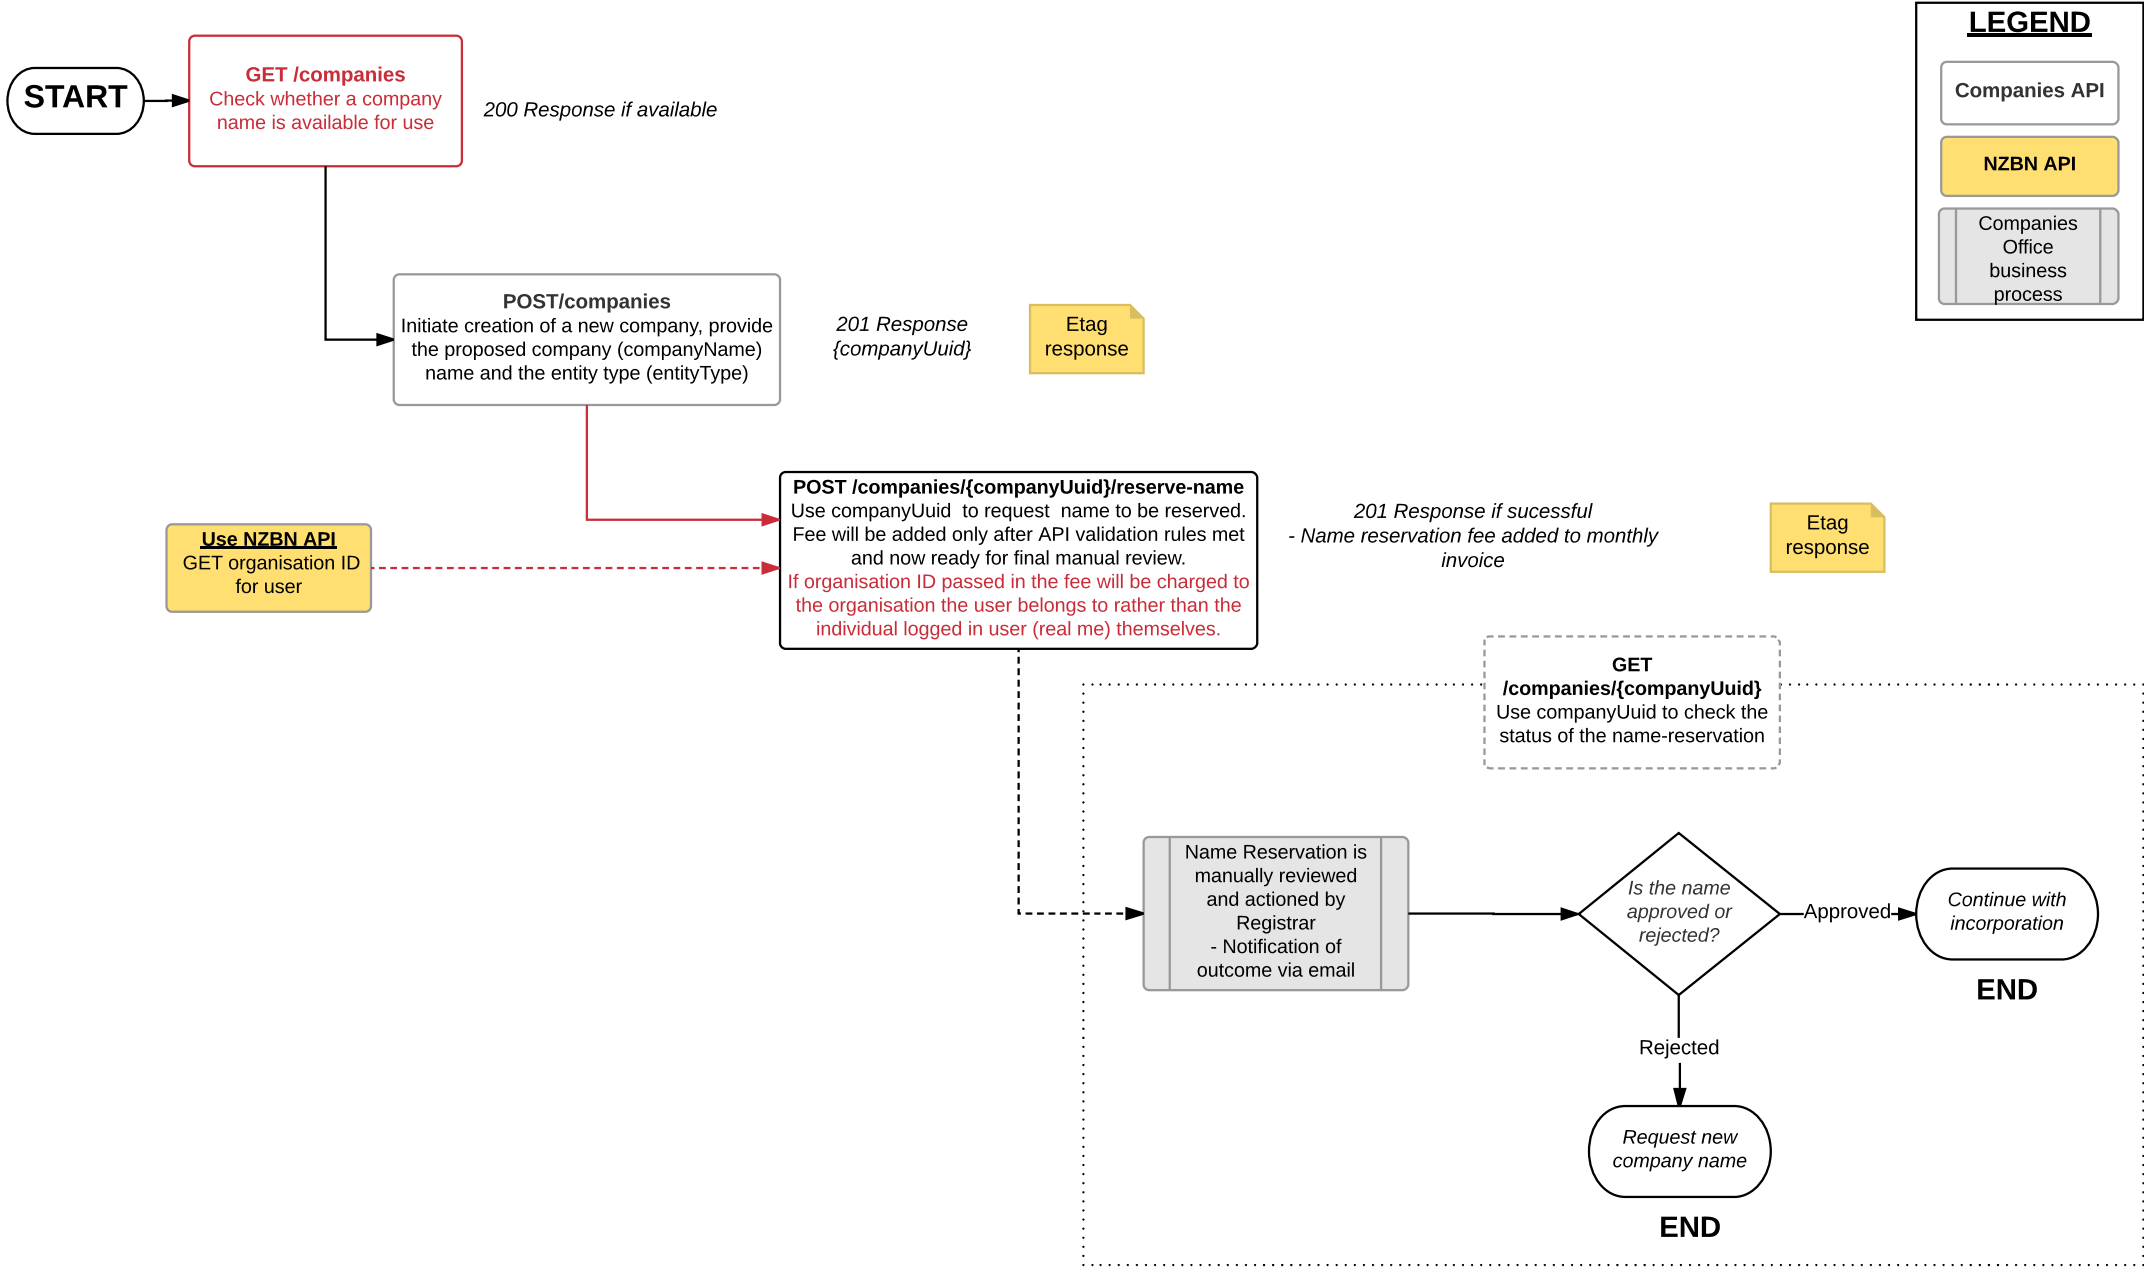 LEGEND
Companies API
NZBN API
Companies
Office
business
process
START
GET /companies
Check whether a company
name is available for use
200 Response if available
POST/companies
Initiate creation of a new company, provide
the proposed company (companyName)
name and the entity type (entityType)
201 Response
{companyUuid}
Etag
response
POST /companies/{companyUuid}/reserve-name
Use companyUuid  to request  name to be reserved.
Fee will be added only after API validation rules met
and now ready for final manual review.
If organisation ID passed in the fee will be charged to
the organisation the user belongs to rather than the
individual logged in user (real me) themselves.
201 Response if sucessful
- Name reservation fee added to monthly
invoice
Etag
response
Use NZBN API
GET organisation ID
for user
GET
/companies/{companyUuid}
Use companyUuid to check the
status of the name-reservation
Name Reservation is
manually reviewed
and actioned by
Registrar
- Notification of
outcome via email
Is the name
approved or
rejected?
Approved
Continue with
incorporation
END
Rejected
Request new
company name
END